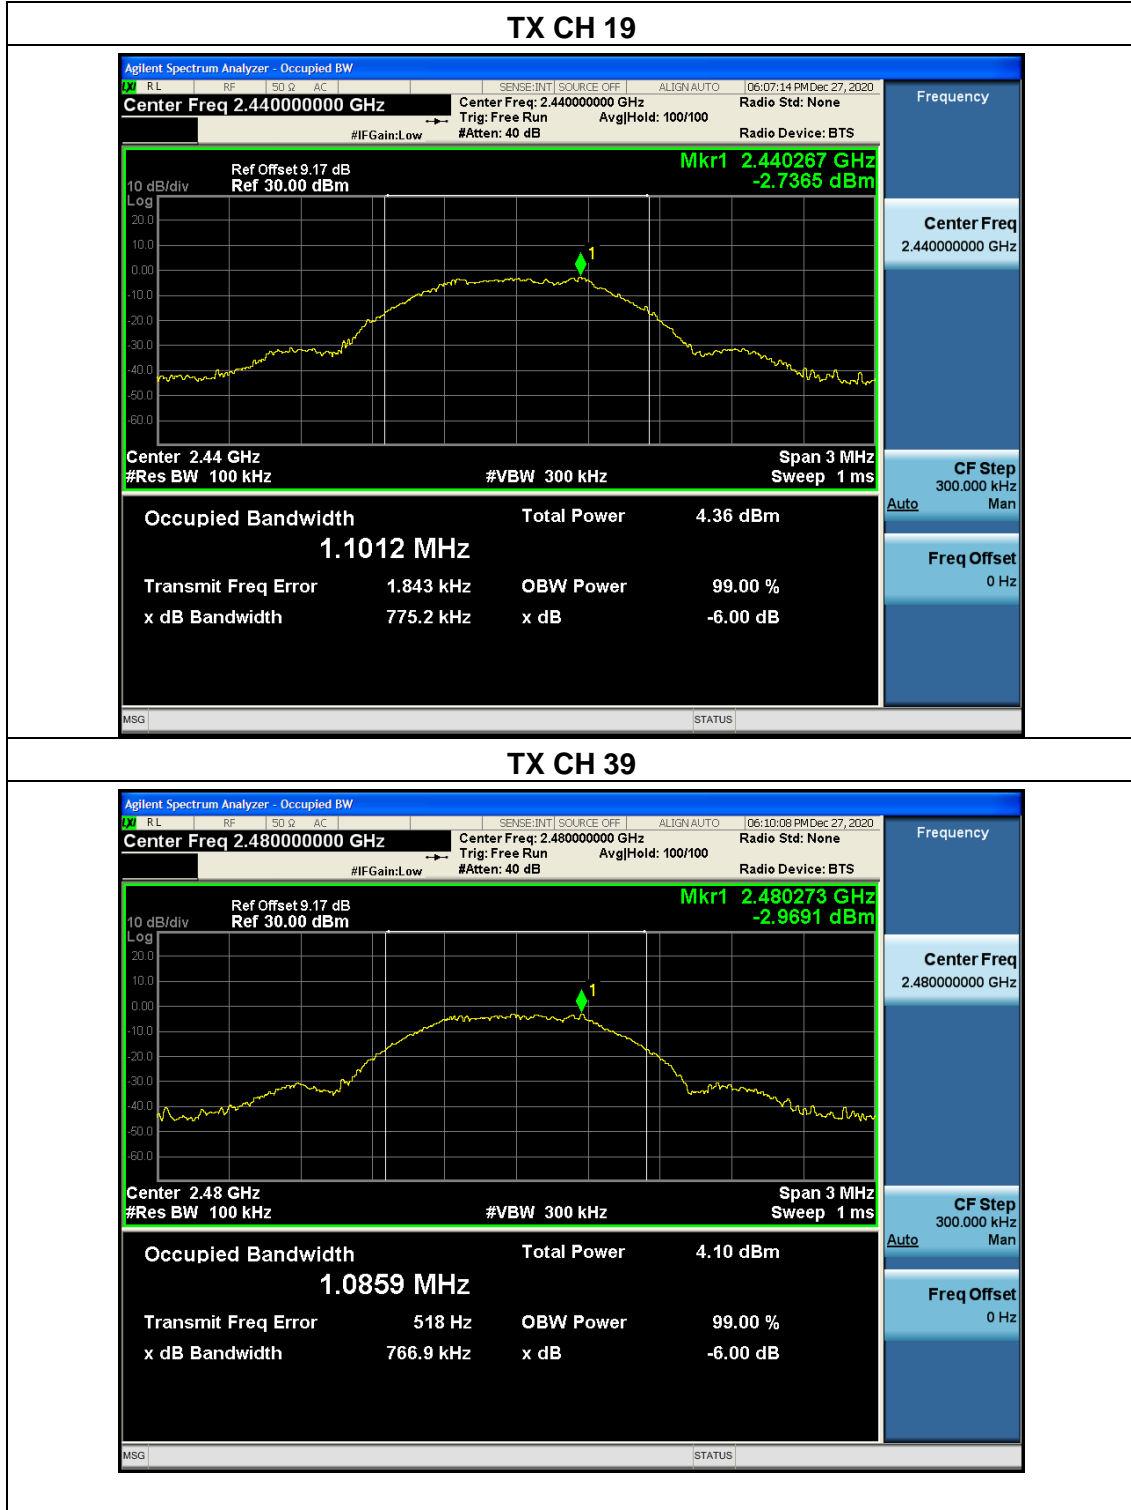 TX CH 19
Agilent Spectrum Analyzer - Occupied BW
LXI RL RF 50 Ω AC SENSE:INT SOURCE OFF ALIGN AUTO 06:07:14 PM Dec 27, 2020
Center Freq 2.440000000 GHz
Center Freq: 2.440000000 GHz
Radio Std: None
Trig: Free Run Avg|Hold: 100/100
#IFGain:Low #Atten: 40 dB Radio Device: BTS
Frequency
Mkr1 2.440267 GHz
-2.7365 dBm
Ref Offset 9.17 dB
10 dB/div Ref 30.00 dBm
Log
20.0
10.0
0.00
-10.0
-20.0
-30.0
-40.0
-50.0
-60.0
1
Center 2.44 GHz Span 3 MHz
#Res BW 100 kHz #VBW 300 kHz Sweep 1 ms
Center Freq
2.440000000 GHz
CF Step
300.000 kHz
Auto Man
Freq Offset
0 Hz
Occupied Bandwidth Total Power 4.36 dBm
1.1012 MHz
Transmit Freq Error 1.843 kHz OBW Power 99.00 %
x dB Bandwidth 775.2 kHz x dB -6.00 dB
MSG STATUS
TX CH 39
Agilent Spectrum Analyzer - Occupied BW
LXI RL RF 50 Ω AC SENSE:INT SOURCE OFF ALIGN AUTO 06:10:08 PM Dec 27, 2020
Center Freq 2.480000000 GHz
Center Freq: 2.480000000 GHz
Radio Std: None
Trig: Free Run Avg|Hold: 100/100
#IFGain:Low #Atten: 40 dB Radio Device: BTS
Frequency
Mkr1 2.480273 GHz
-2.9691 dBm
Ref Offset 9.17 dB
10 dB/div Ref 30.00 dBm
Log
20.0
10.0
0.00
-10.0
-20.0
-30.0
-40.0
-50.0
-60.0
1
Center 2.48 GHz Span 3 MHz
#Res BW 100 kHz #VBW 300 kHz Sweep 1 ms
Center Freq
2.480000000 GHz
CF Step
300.000 kHz
Auto Man
Freq Offset
0 Hz
Occupied Bandwidth Total Power 4.10 dBm
1.0859 MHz
Transmit Freq Error 518 Hz OBW Power 99.00 %
x dB Bandwidth 766.9 kHz x dB -6.00 dB
MSG STATUS